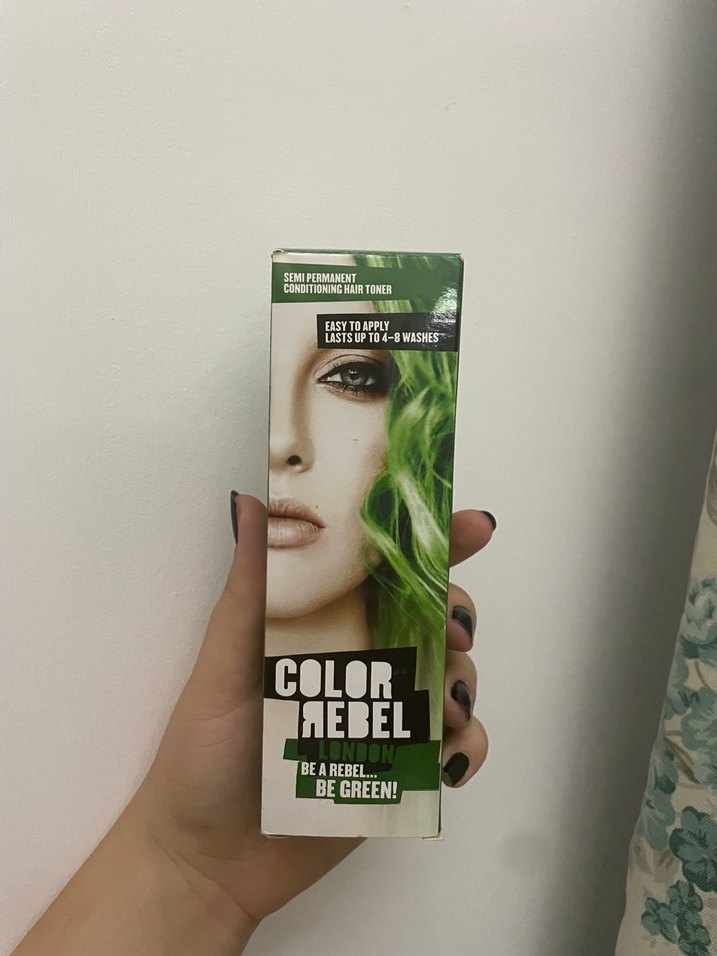 SEMI PERMANENT
CONDITIONING HAIR TONER
EASY TO APPLY
LASTS UP TO 4–8 WASHES
COLOR
ЯEBEL
LONDON
BE A REBEL...
BE GREEN!